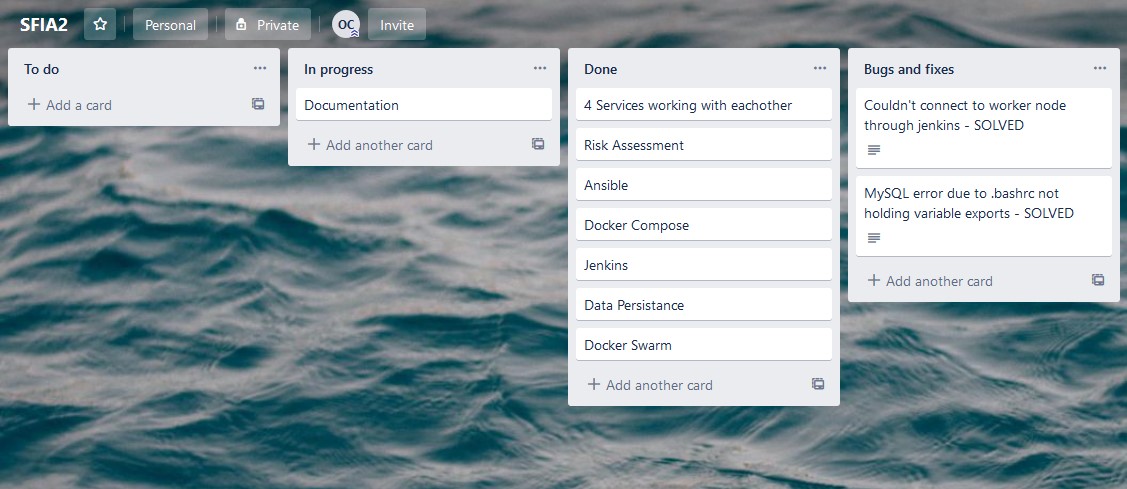 SFIA2
Personal
Private
OC
Invite
To do
Add a card
In progress
Documentation
Add another card
Done
4 Services working with eachother
Risk Assessment
Ansible
Docker Compose
Jenkins
Data Persistance
Docker Swarm
Add another card
Bugs and fixes
Couldn't connect to worker node
through jenkins - SOLVED
MySQL error due to .bashrc not
holding variable exports - SOLVED
Add another card